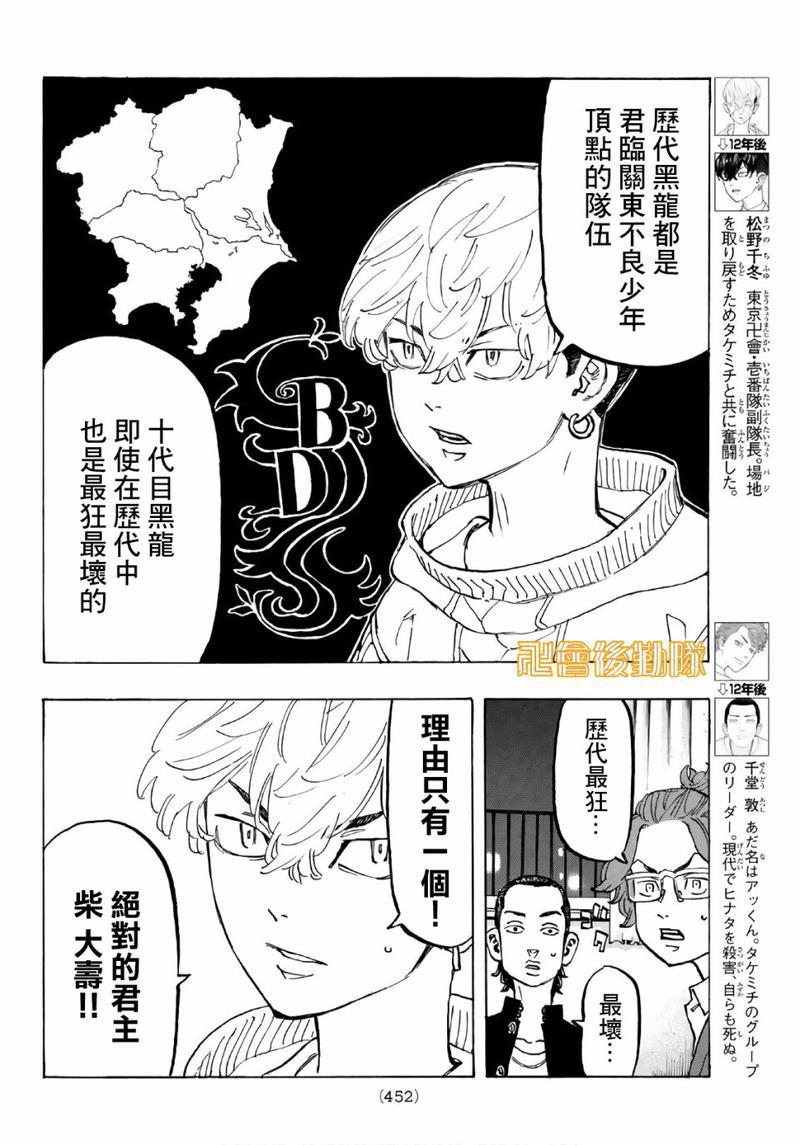 歷代黑龍都是
君臨關東不良少年
頂點的隊伍
BD
十代目黑龍
即使在歷代中
也是最狂最壞的
卍會後勤隊
歷代最狂…
最壞…
理由只有一個!
絕對的君主
柴 大壽!!
⇩12年後
松野千冬 東京卍會・壱番隊副隊長。場地
を取り戻すためタケミチと共に奮闘した。
⇩12年後
千堂 敦 あだ名はアッくん。タケミチのグループ
のリーダー。現代でヒナタを殺害、自らも死ぬ。
(452)